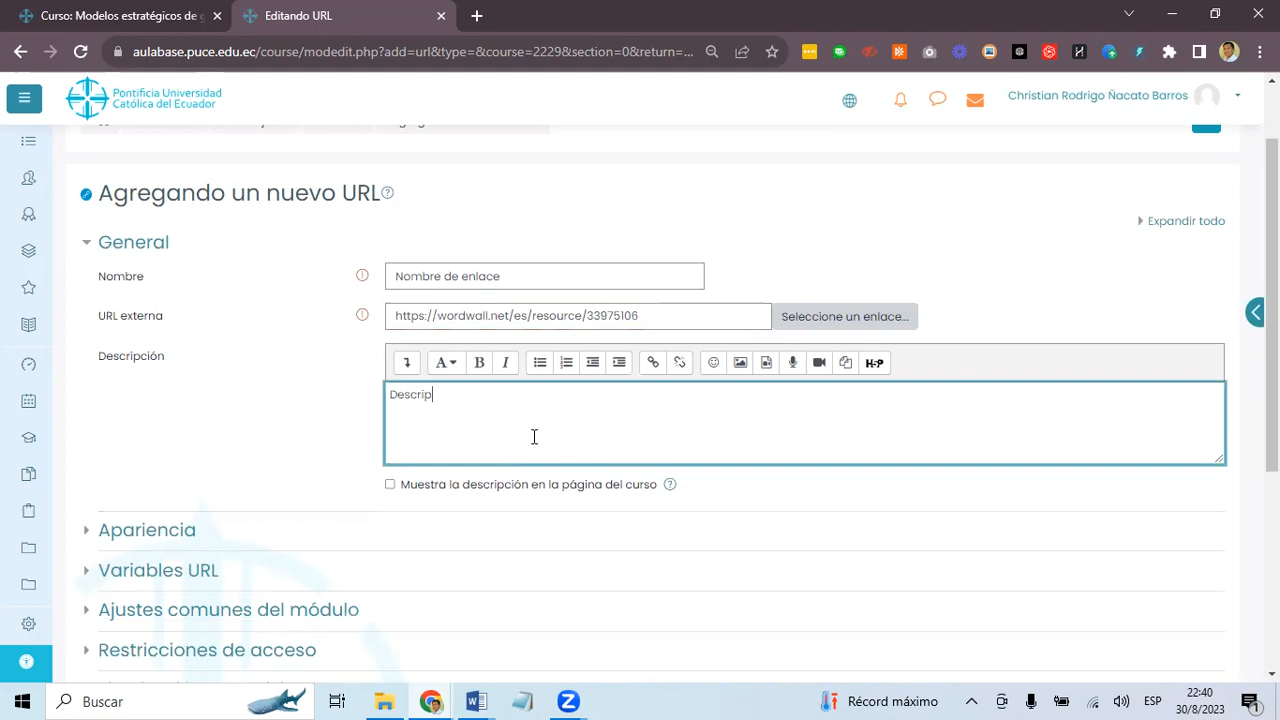 Curso: Modelos estratégicos de g
Editando URL
aulabase.puce.edu.ec/course/modedit.php?add=url&type=&course=2229&section=0&return=...
Pontificia Universidad
Católica del Ecuador
Christian Rodrigo Ñacato Barros
Agregando un nuevo URL
Expandir todo
General
Nombre
Nombre de enlace
URL externa
https://wordwall.net/es/resource/33975106
Seleccione un enlace...
Descripción
A B I
H-P
Descrip
Muestra la descripción en la página del curso
Apariencia
Variables URL
Ajustes comunes del módulo
Restricciones de acceso
Buscar
Récord máximo
ESP
22:40
30/8/2023